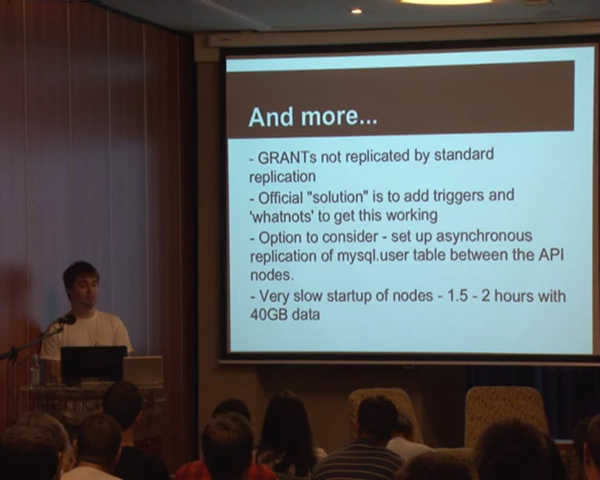 And more...
- GRANTs not replicated by standard
replication
- Official "solution" is to add triggers and
'whatnots' to get this working
- Option to consider - set up asynchronous
replication of mysql.user table between the API
nodes.
- Very slow startup of nodes - 1.5 - 2 hours with
40GB data